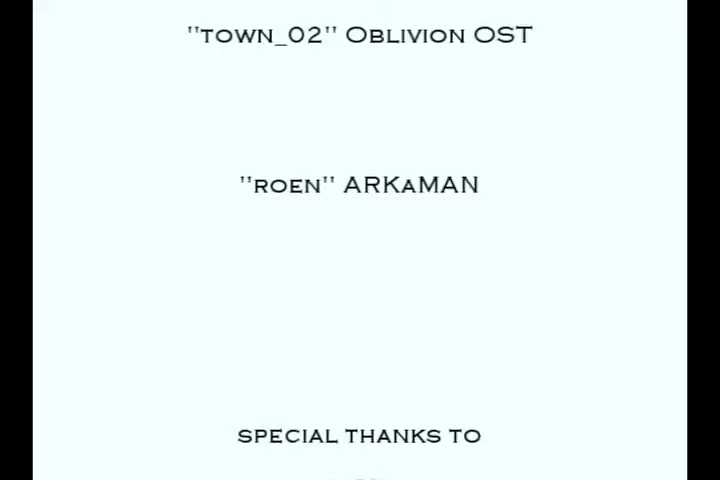 "TOWN_02" OBLIVION OST
"ROEN" ARKAMAN
SPECIAL THANKS TO